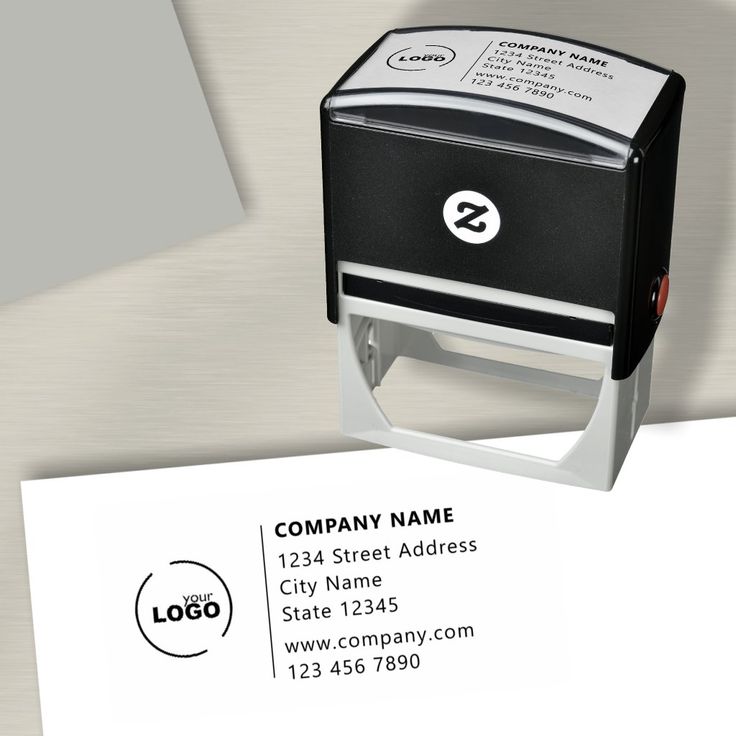 your
LOGO
COMPANY NAME
1234 Street Address
City Name
State 12345
www.company.com
123 456 7890
Z
your
LOGO
COMPANY NAME
1234 Street Address
City Name
State 12345
www.company.com
123 456 7890